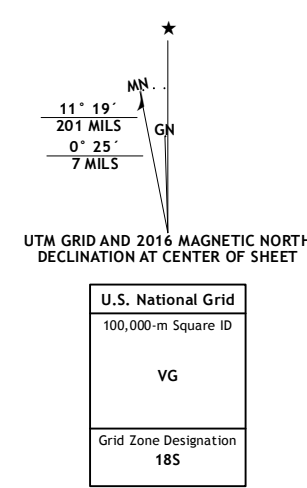 ★
MN
11° 19´
201 MILS
GN
0° 25´
7 MILS
UTM GRID AND 2016 MAGNETIC NORTH
DECLINATION AT CENTER OF SHEET
U.S. National Grid
100,000-m Square ID
VG
Grid Zone Designation
18S